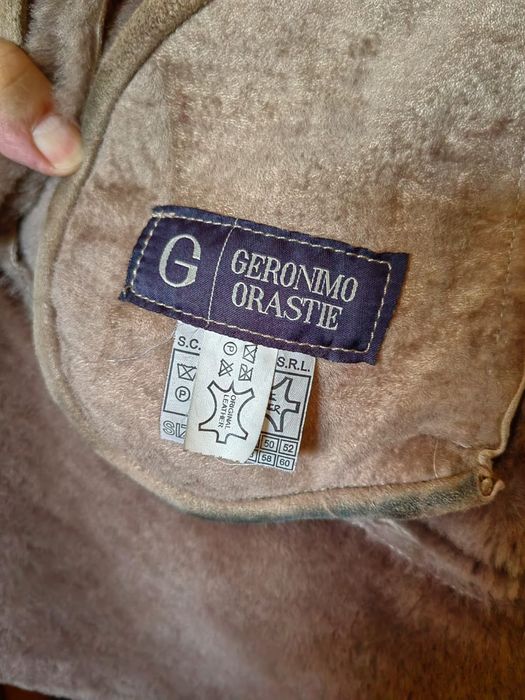 G
GERONIMO
ORASTIE
S.C.
S.R.L.
P
P
ORIGINAL
LEATHER
50 52
58 60